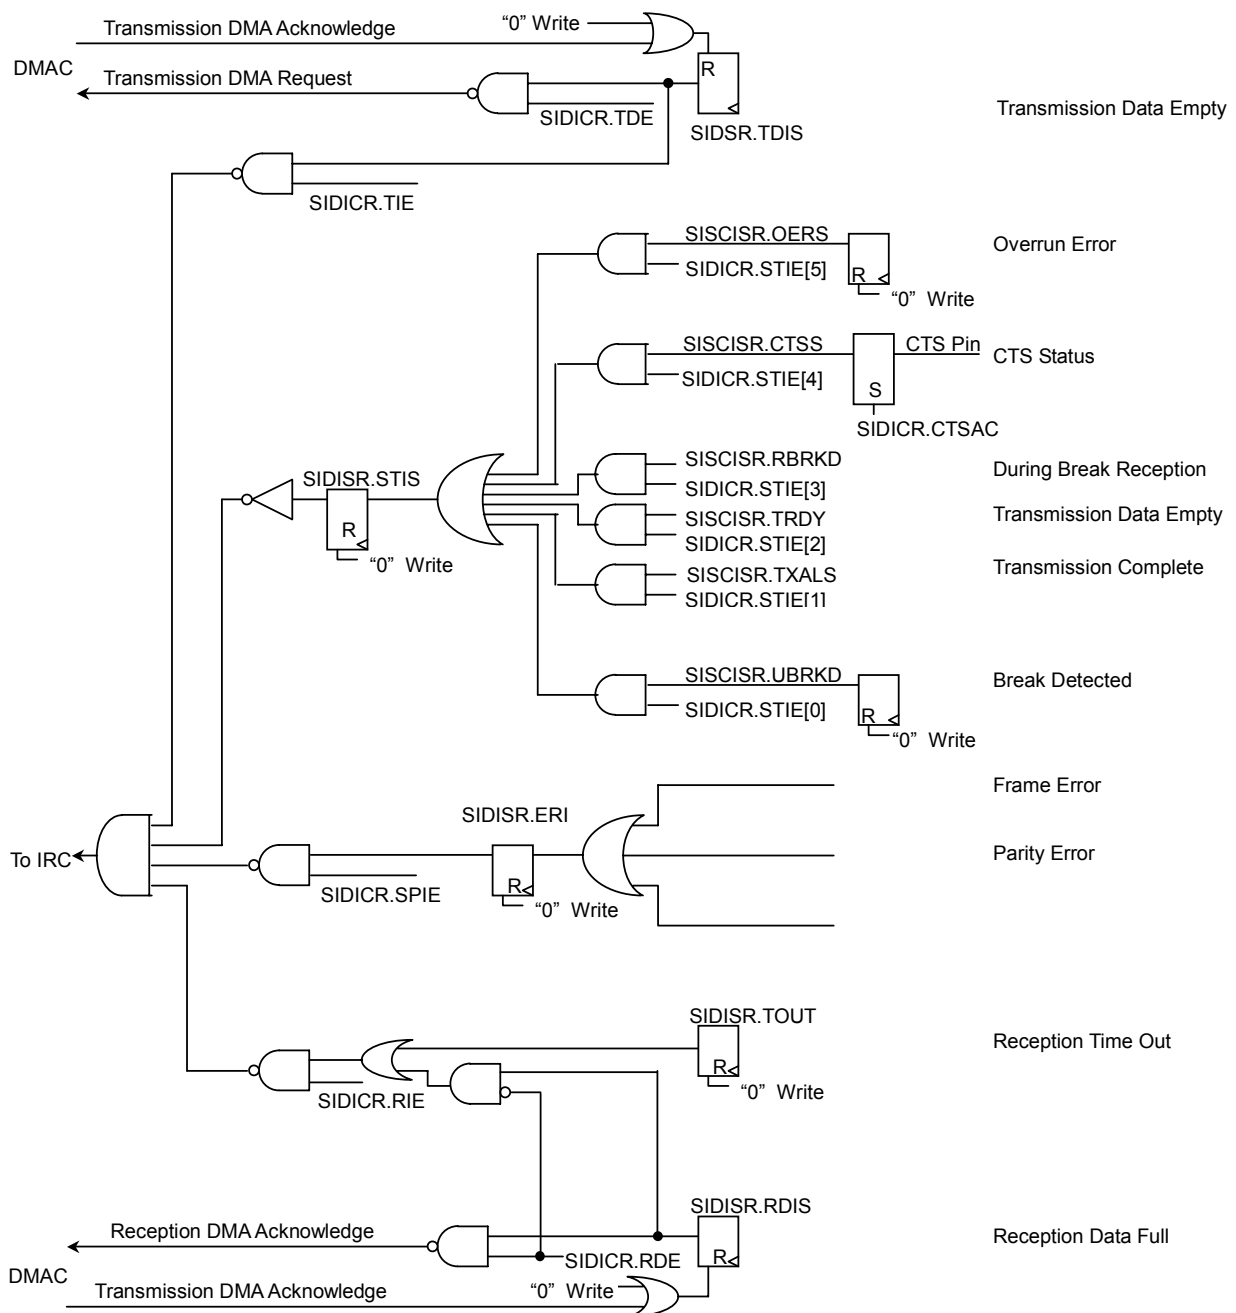 “0” Write
Transmission DMA Acknowledge
DMAC
Transmission DMA Request
R
SIDICR.TDE
SIDSR.TDIS
Transmission Data Empty
SIDICR.TIE
SISCISR.OERS
Overrun Error
SIDICR.STIE[5]
R
“0” Write
SISCISR.CTSS
CTS Pin
CTS Status
SIDICR.STIE[4]
S
SIDICR.CTSAC
SISCISR.RBRKD
During Break Reception
SIDISR.STIS
SIDICR.STIE[3]
SISCISR.TRDY
Transmission Data Empty
R
SIDICR.STIE[2]
“0” Write
SISCISR.TXALS
Transmission Complete
SIDICR.STIE[1]
SISCISR.UBRKD
Break Detected
SIDICR.STIE[0]
R
“0” Write
Frame Error
SIDISR.ERI
To IRC
Parity Error
SIDICR.SPIE
R
“0” Write
SIDISR.TOUT
Reception Time Out
R
SIDICR.RIE
“0” Write
SIDISR.RDIS
Reception DMA Acknowledge
Reception Data Full
R
SIDICR.RDE
DMAC
Transmission DMA Acknowledge
“0” Write